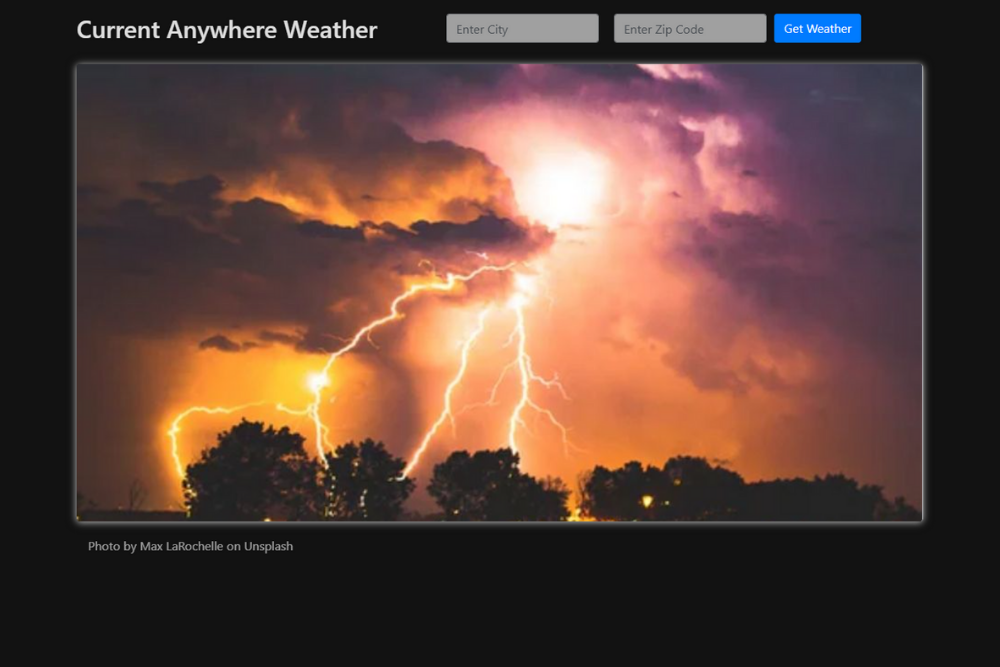 Current Anywhere Weather
Enter City
Enter Zip Code
Get Weather
Photo by Max LaRochelle on Unsplash